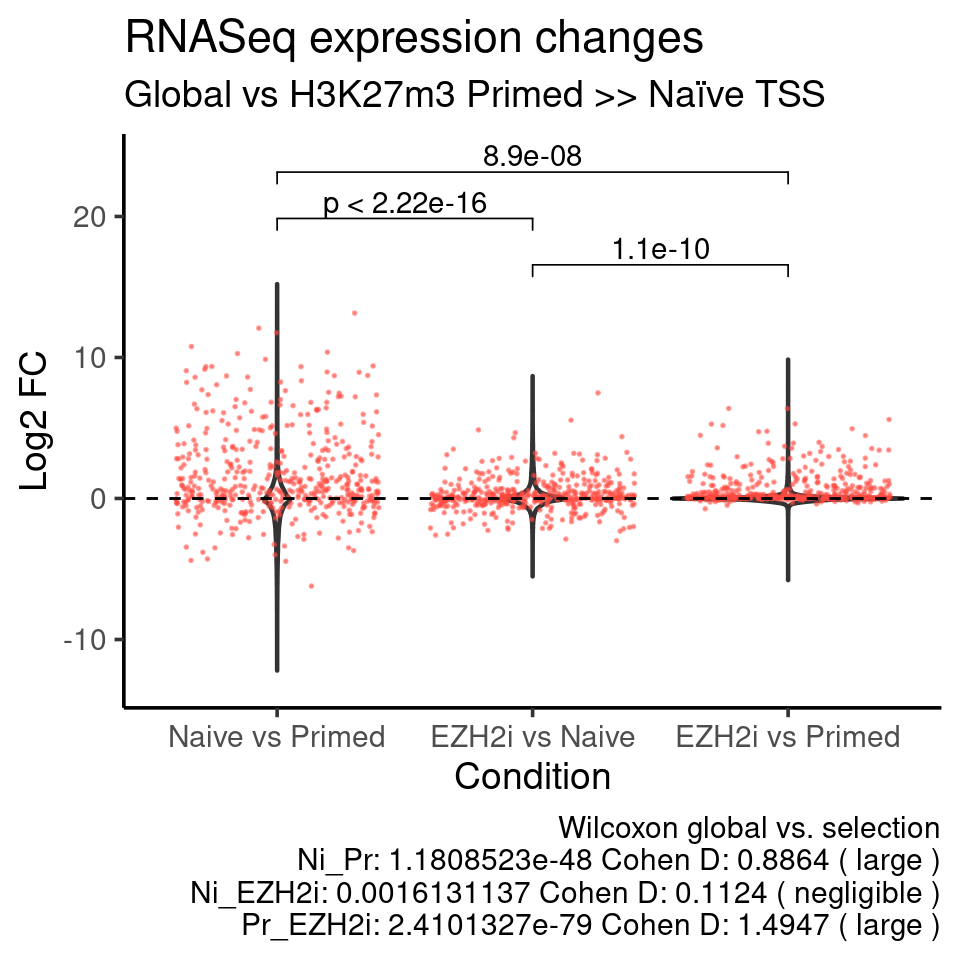 RNASeq expression changes
Global vs H3K27m3 Primed >> Naïve TSS
8.9e-08
p < 2.22e-16
1.1e-10
20
10
0
-10
Log2 FC
Naive vs Primed
EZH2i vs Naive
EZH2i vs Primed
Condition
Wilcoxon global vs. selection
Ni_Pr: 1.1808523e-48 Cohen D: 0.8864 ( large )
Ni_EZH2i: 0.0016131137 Cohen D: 0.1124 ( negligible )
Pr_EZH2i: 2.4101327e-79 Cohen D: 1.4947 ( large )